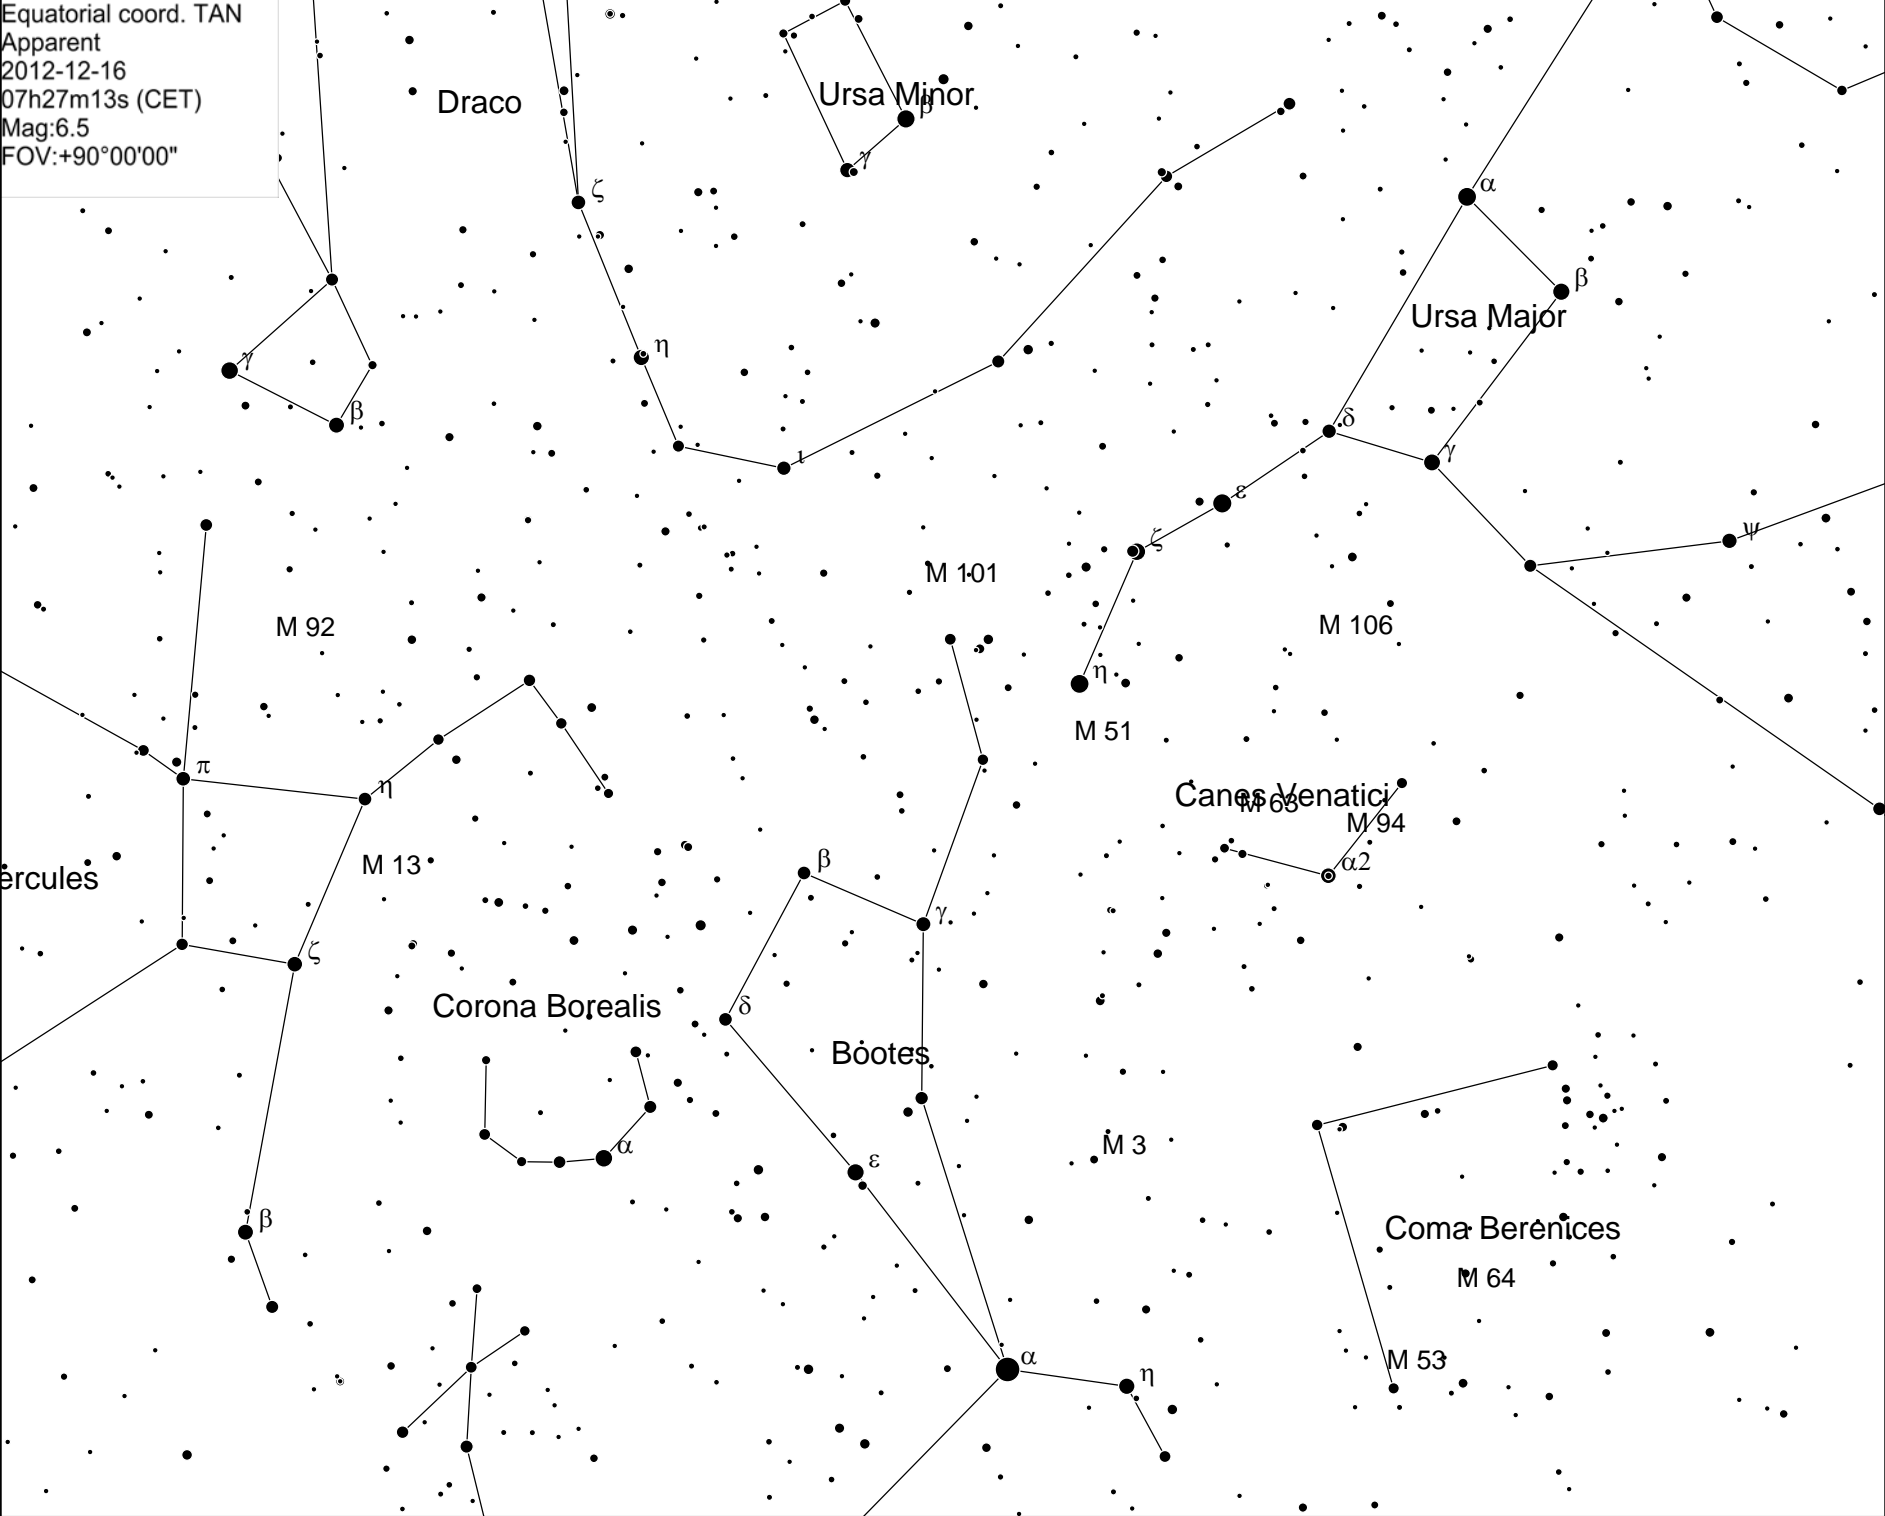 Equatorial coord. TAN
Apparent
2012-12-16
07h27m13s (CET)
Mag:6.5
FOV:+90°00'00"
Draco
Ursa Minor
β
γ
ζ
α
β
Ursa Major
η
γ
β
δ
γ
ι
ε
ψ
ζ
M 101
M 92
M 106
η
M 51
π
η
Canes Venatici
M 63
M 94
M 13
β
α2
ercules
γ
ζ
Corona Borealis
δ
Bootes
α
M 3
ε
β
Coma Berenices
M 64
α
M 53
η